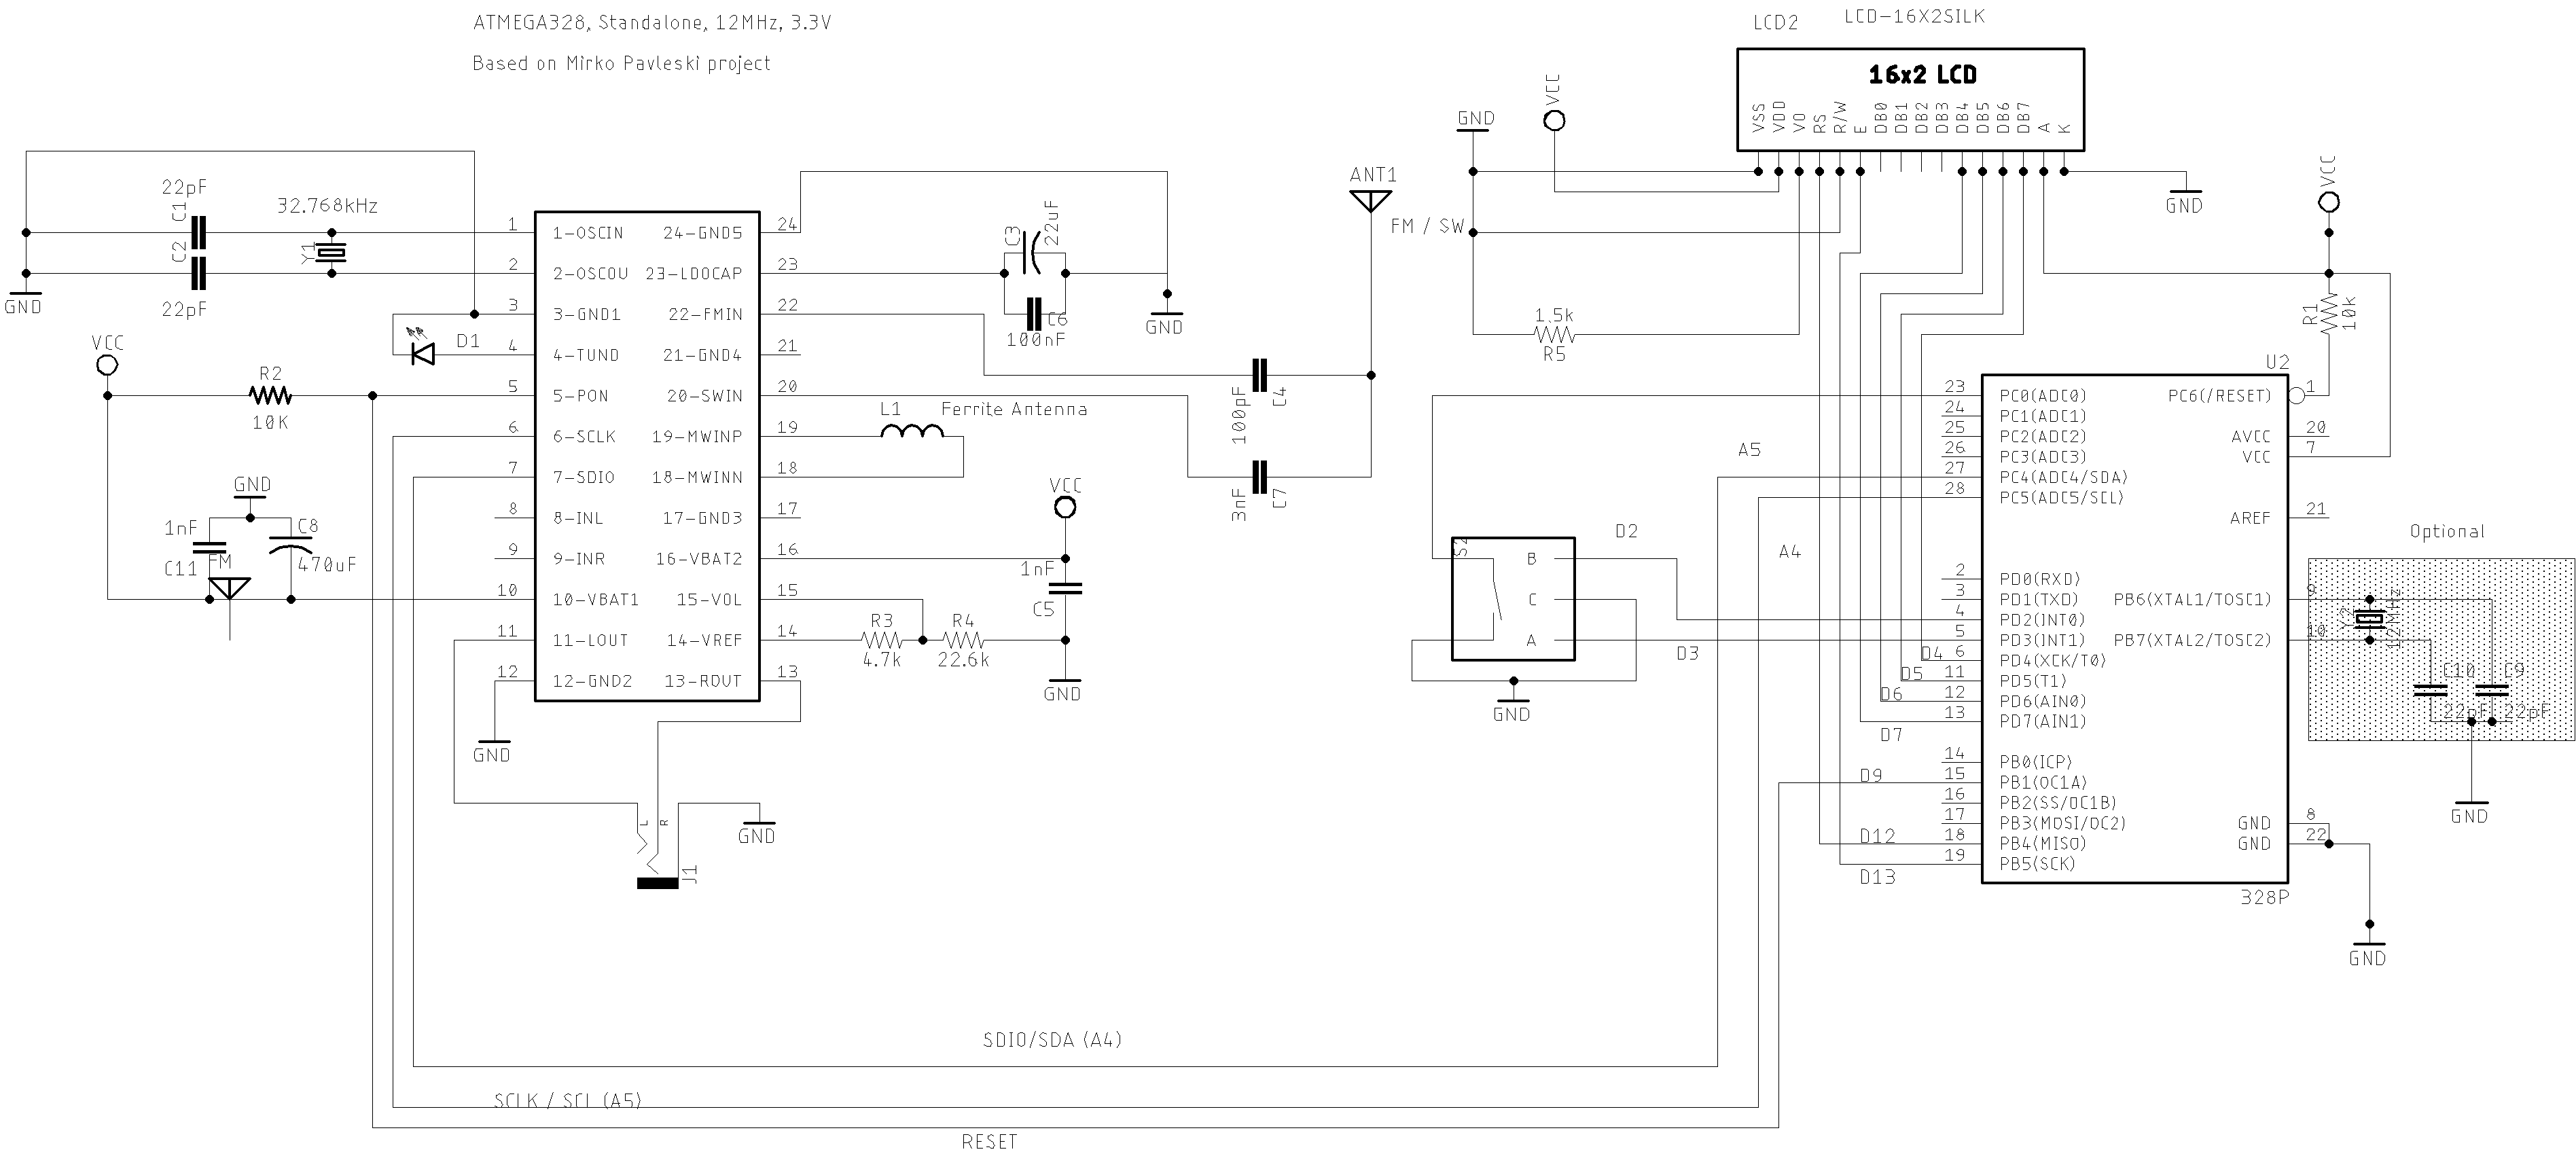 ATMEGA328, Standalone, 12MHz, 3.3V
Based on Mirko Pavleski project
22pF
C1
C2
22pF
32.768kHz
Y1
GND
VCC
R2
10K
D1
GND
1nF
C11
FM
C8
470uF
1 1-OSCIN
2 2-OSCOU
3 3-GND1
4 4-TUND
5 5-PON
6 6-SCLK
7 7-SDIO
8 8-INL
9 9-INR
10 10-VBAT1
11 11-LOUT
12 12-GND2
GND
24-GND5 24
23-LDOCAP 23
22-FMIN 22
21-GND4 21
20-SWIN 20
19-MWINP 19
18-MWINN 18
17-GND3 17
16-VBAT2 16
15-VOL 15
14-VREF 14
13-ROUT 13
C3
22uF
C6
100nF
GND
L1 Ferrite Antenna
VCC
1nF
C5
R3
4.7k
R4
22.6k
GND
L
R
J1
GND
ANT1
FM / SW
100pF
C4
3nF
C7
LCD2
LCD-16X2SILK
16x2 LCD
VSS
VDD
VO
RS
R/W
E
DB0
DB1
DB2
DB3
DB4
DB5
DB6
DB7
A
K
GND
VCC
GND
1.5k
R5
VCC
R1
10k
U2
23 PC0(ADC0)
24 PC1(ADC1)
25 PC2(ADC2)
26 PC3(ADC3)
27 PC4(ADC4/SDA)
28 PC5(ADC5/SCL)
2 PD0(RXD)
3 PD1(TXD)
4 PD2(INT0)
5 PD3(INT1)
6 PD4(XCK/T0)
11 PD5(T1)
12 PD6(AIN0)
13 PD7(AIN1)
14 PB0(ICP)
15 PB1(OC1A)
16 PB2(SS/OC1B)
17 PB3(MOSI/OC2)
18 PB4(MISO)
19 PB5(SCK)
PC6(/RESET) 1
AVCC 20
VCC 7
AREF 21
PB6(XTAL1/TOSC1) 9
PB7(XTAL2/TOSC2) 10
GND 8
GND 22
328P
GND
Optional
Y2
12MHz
C10
C9
22pF
22pF
GND
A5
A4
S2
B
C
A
GND
D2
D3
D4
D5
D6
D7
D9
D12
D13
SDIO/SDA (A4)
SCLK / SCL (A5)
RESET